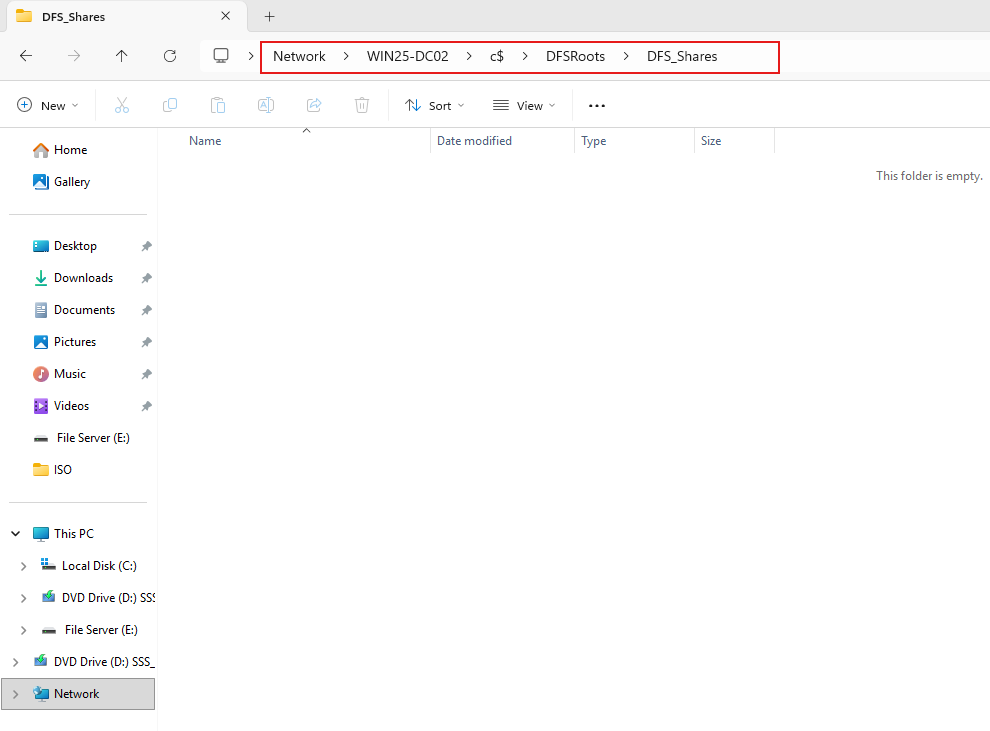 DFS_Shares
Network > WIN25-DC02 > c$ > DFSRoots > DFS_Shares
New Sort View
Name Date modified Type Size
This folder is empty.
Home
Gallery
Desktop
Downloads
Documents
Pictures
Music
Videos
File Server (E:)
ISO
This PC
Local Disk (C:)
DVD Drive (D:) SSS
File Server (E:)
DVD Drive (D:) SSS_
Network